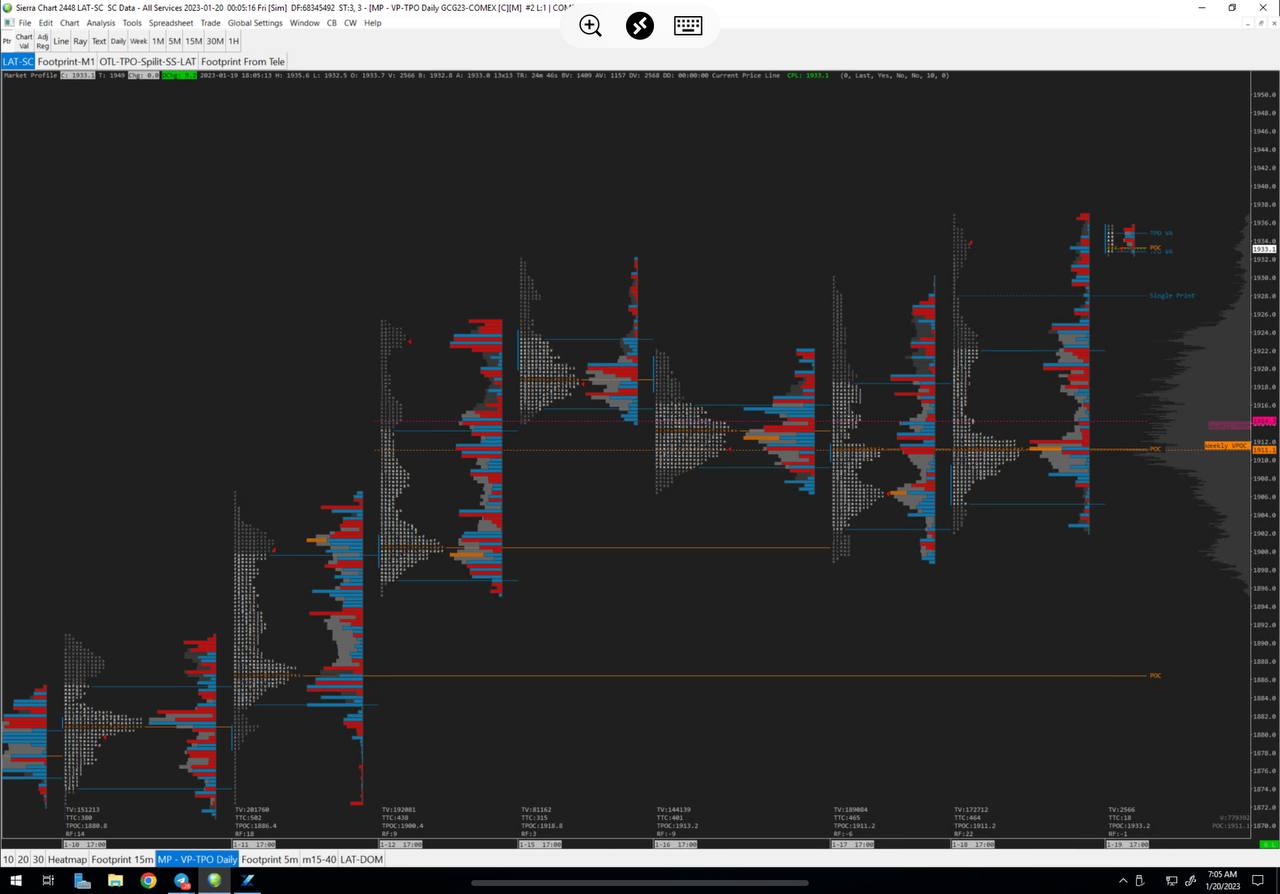 Sierra Chart 2448 LAT-SC SC Data - All Services 2023-01-20 00:05:16 Fri [Sim] DF:68345492 ST:3, 3 - [MP - VP-TPO Daily GCG23-COMEX [C][M] #2 L:1 | COM
File Edit Chart Analysis Tools Spreadsheet Trade Global Settings Window CB CW Help
Ptr Chart Val Adj Reg Line Ray Text Daily Week 1M 5M 15M 30M 1H
LAT-SC Footprint-M1 OTL-TPO-Spilit-SS-LAT Footprint From Tele
Market Profile C: 1933.1 T: 1949 Chg: 0.0 2023-01-19 18:05:13 H: 1935.6 L: 1932.5 O: 1933.7 V: 2566 B: 1932.8 A: 1933.0 13x13 TR: 24m 46s BV: 1409 AV: 1157 DV: 2568 DD: 00:00:00 Current Price Line CPL: 1933.1 (0, Last, Yes, No, No, 10, 0)
1950.0
1948.0
1946.0
1944.0
1942.0
1940.0
1938.0
1936.0
TPO VA
1934.0
POC
1933.1
1932.0
1930.0
Single Print
1928.0
1926.0
1924.0
1922.0
1920.0
1918.0
1916.0
1912.0
Weekly VPOC
POC
1911.1
1910.0
1908.0
1906.0
1904.0
1902.0
1900.0
1898.0
1896.0
1894.0
1892.0
1890.0
1888.0
1886.0
POC
1884.0
1882.0
1880.0
1878.0
1876.0
1874.0
1872.0
1870.0
TV:151213
TTC:380
TPOC:1880.8
RF:14
TV:201760
TTC:502
TPOC:1886.4
RF:18
TV:192081
TTC:438
TPOC:1900.4
RF:9
TV:81162
TTC:315
TPOC:1918.8
RF:3
TV:144139
TTC:401
TPOC:1913.2
RF:-1
TV:189084
TTC:465
TPOC:1911.2
RF:-6
TV:172712
TTC:464
TPOC:1911.2
RF:22
TV:2566
TTC:18
TPOC:1933.2
RF:-1
1-10 17:00 1-11 17:00 1-12 17:00 1-15 17:00 1-16 17:00 1-17 17:00 1-18 17:00 1-19 17:00
10 20 30 Heatmap Footprint 15m MP - VP-TPO Daily Footprint 5m m15-40 LAT-DOM
7:05 AM
1/20/2023